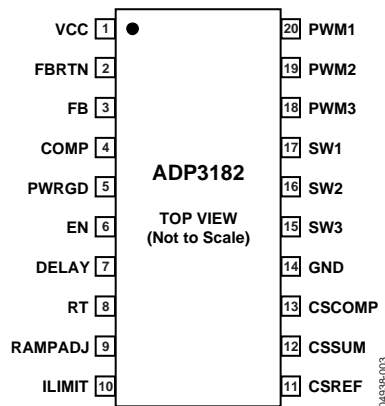 VCC 1 20 PWM1
FBRTN 2 19 PWM2
FB 3 18 PWM3
COMP 4 17 SW1
ADP3182
PWRGD 5 16 SW2
TOP VIEW
(Not to Scale)
EN 6 15 SW3
DELAY 7 14 GND
RT 8 13 CSCOMP
RAMPADJ 9 12 CSSUM
ILIMIT 10 11 CSREF
04938-003